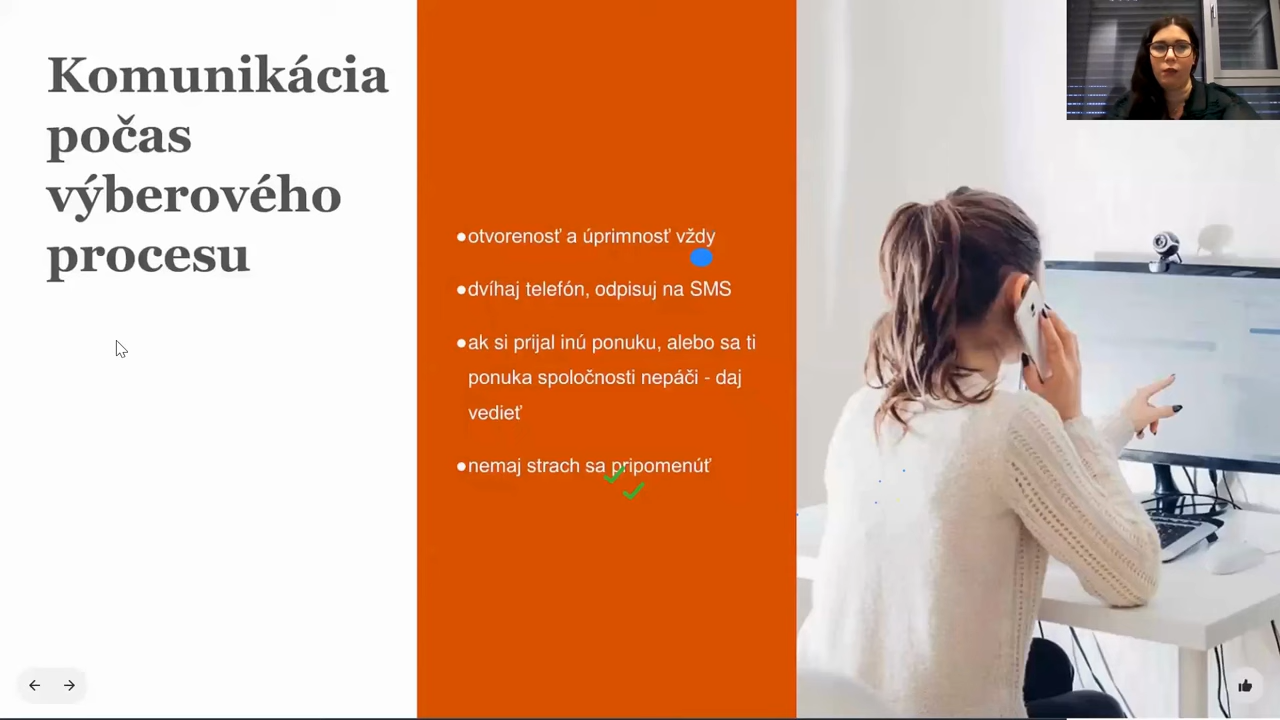 Komunikácia
počas
výberového
procesu
●otvorenosť a úprimnosť vždy
●dvíhaj telefón, odpisuj na SMS
●ak si prijal inú ponuku, alebo sa ti
ponuka spoločnosti nepáči - daj
vedieť
●nemaj strach sa pripomenúť